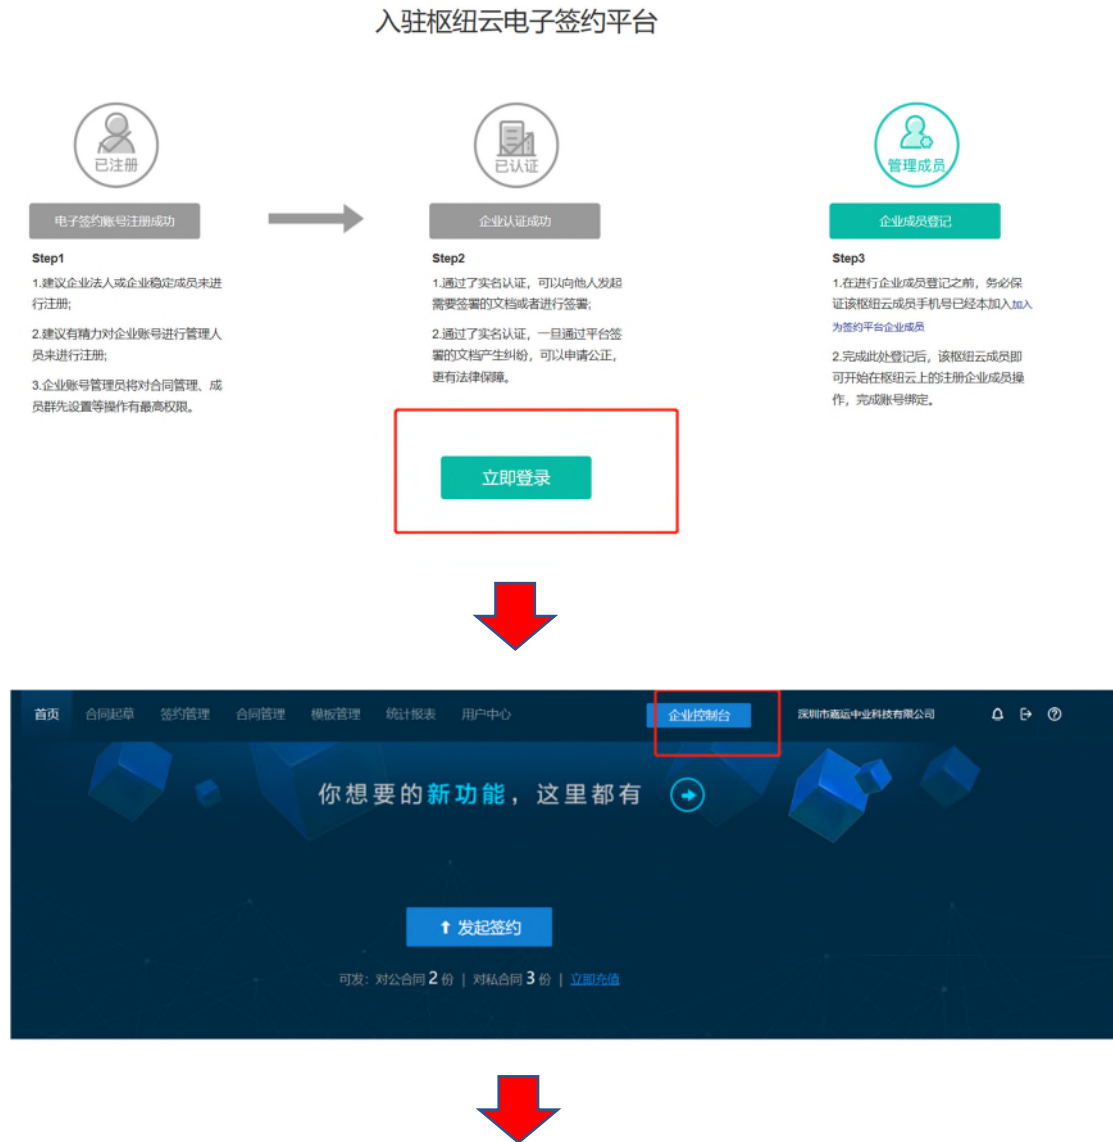 入驻枢纽云电子签约平台
已注册
已认证
管理成员
电子签约账号注册成功
企业认证成功
企业成员登记
Step1
1.建议企业法人或企业稳定成员来进
行注册;
2.建议有精力对企业账号进行管理人
员来进行注册;
3.企业账号管理员将对合同管理、成
员群先设置等操作有最高权限。
Step2
1.通过了实名认证，可以向他人发起
需要签署的文档或者进行签署;
2.通过了实名认证，一旦通过平台签
署的文档产生纠纷，可以申请公正，
更有法律保障。
Step3
1.在进行企业成员登记之前，务必保
证该枢纽云成员手机号已经本加入加入
为签约平台企业成员
2.完成此处登记后，该枢纽云成员即
可开始在枢纽云上的注册企业成员操
作，完成账号绑定。
立即登录
首页 合同起草 签约管理 合同管理 模板管理 统计报表 用户中心 企业控制台 深圳市嘉运中业科技有限公司
你想要的新功能，这里都有
发起签约
可发：对公合同 2 份 | 对私合同 3 份 | 立即充值